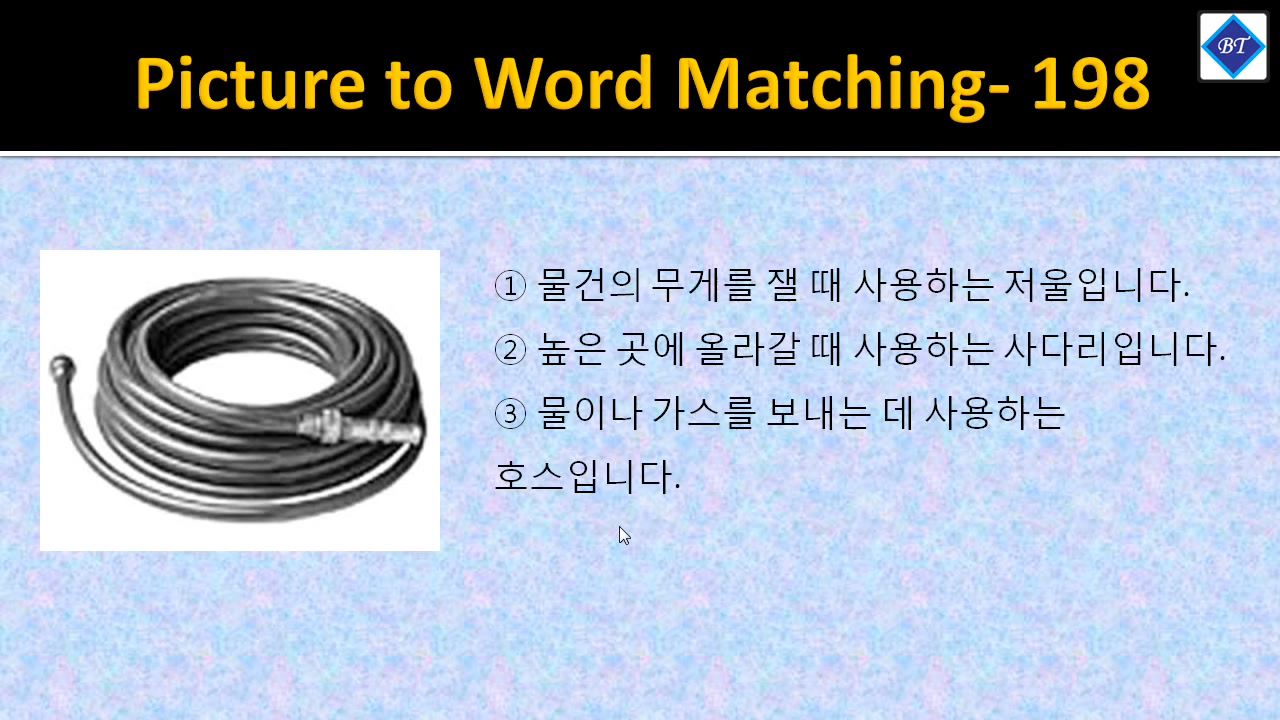 Picture to Word Matching- 198
BT
① 물건의 무게를 잴 때 사용하는 저울입니다.
② 높은 곳에 올라갈 때 사용하는 사다리입니다.
③ 물이나 가스를 보내는 데 사용하는
호스입니다.